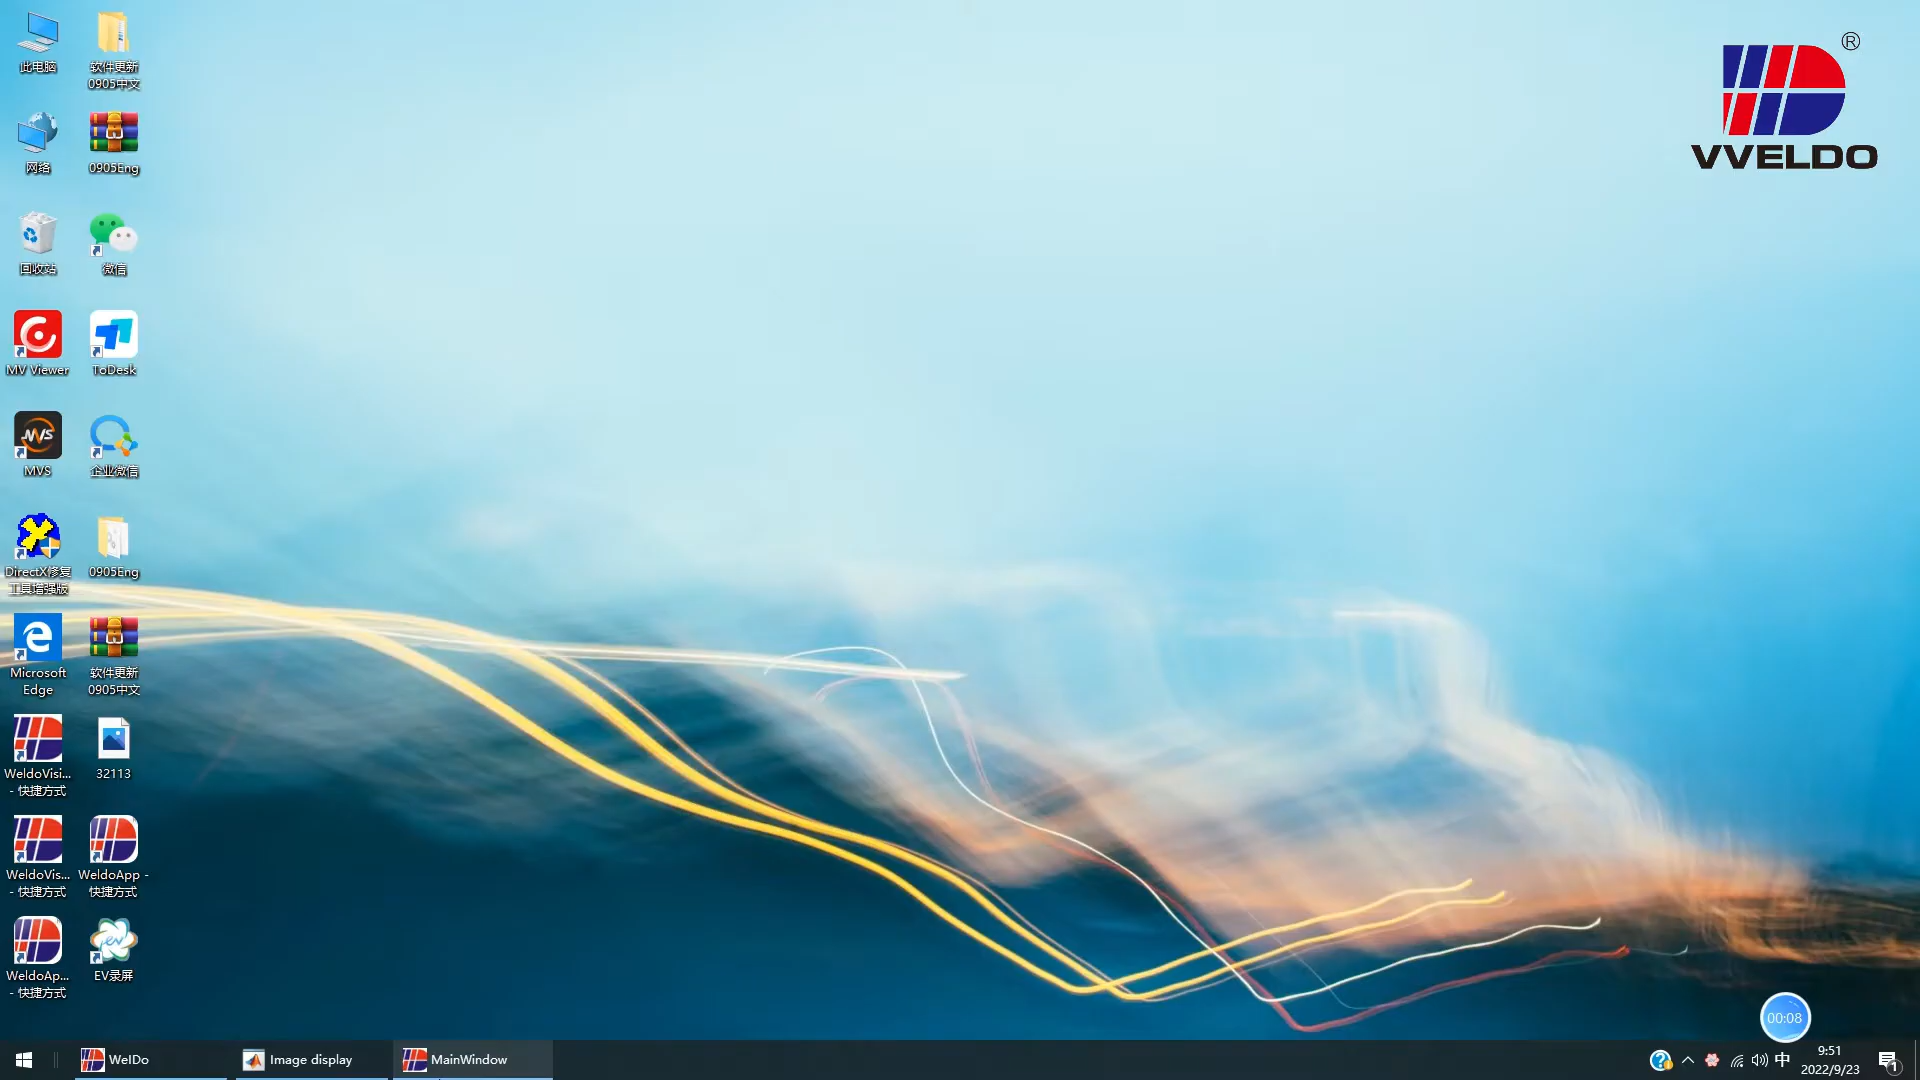 此电脑
软件更新
0905中文
网络
0905Eng
回收站
微信
MV Viewer
ToDesk
MVS
MVS
企业微信
DirectX修复
工具增强版
0905Eng
Microsoft
Edge
软件更新
0905中文
WeldoVisi...
- 快捷方式
32113
WeldoVis...
- 快捷方式
WeldoApp -
快捷方式
WeldoAp...
- 快捷方式
EV录屏
®
VVELDO
00:08
WelDo
Image display
MainWindow
中
9:51
2022/9/23
1